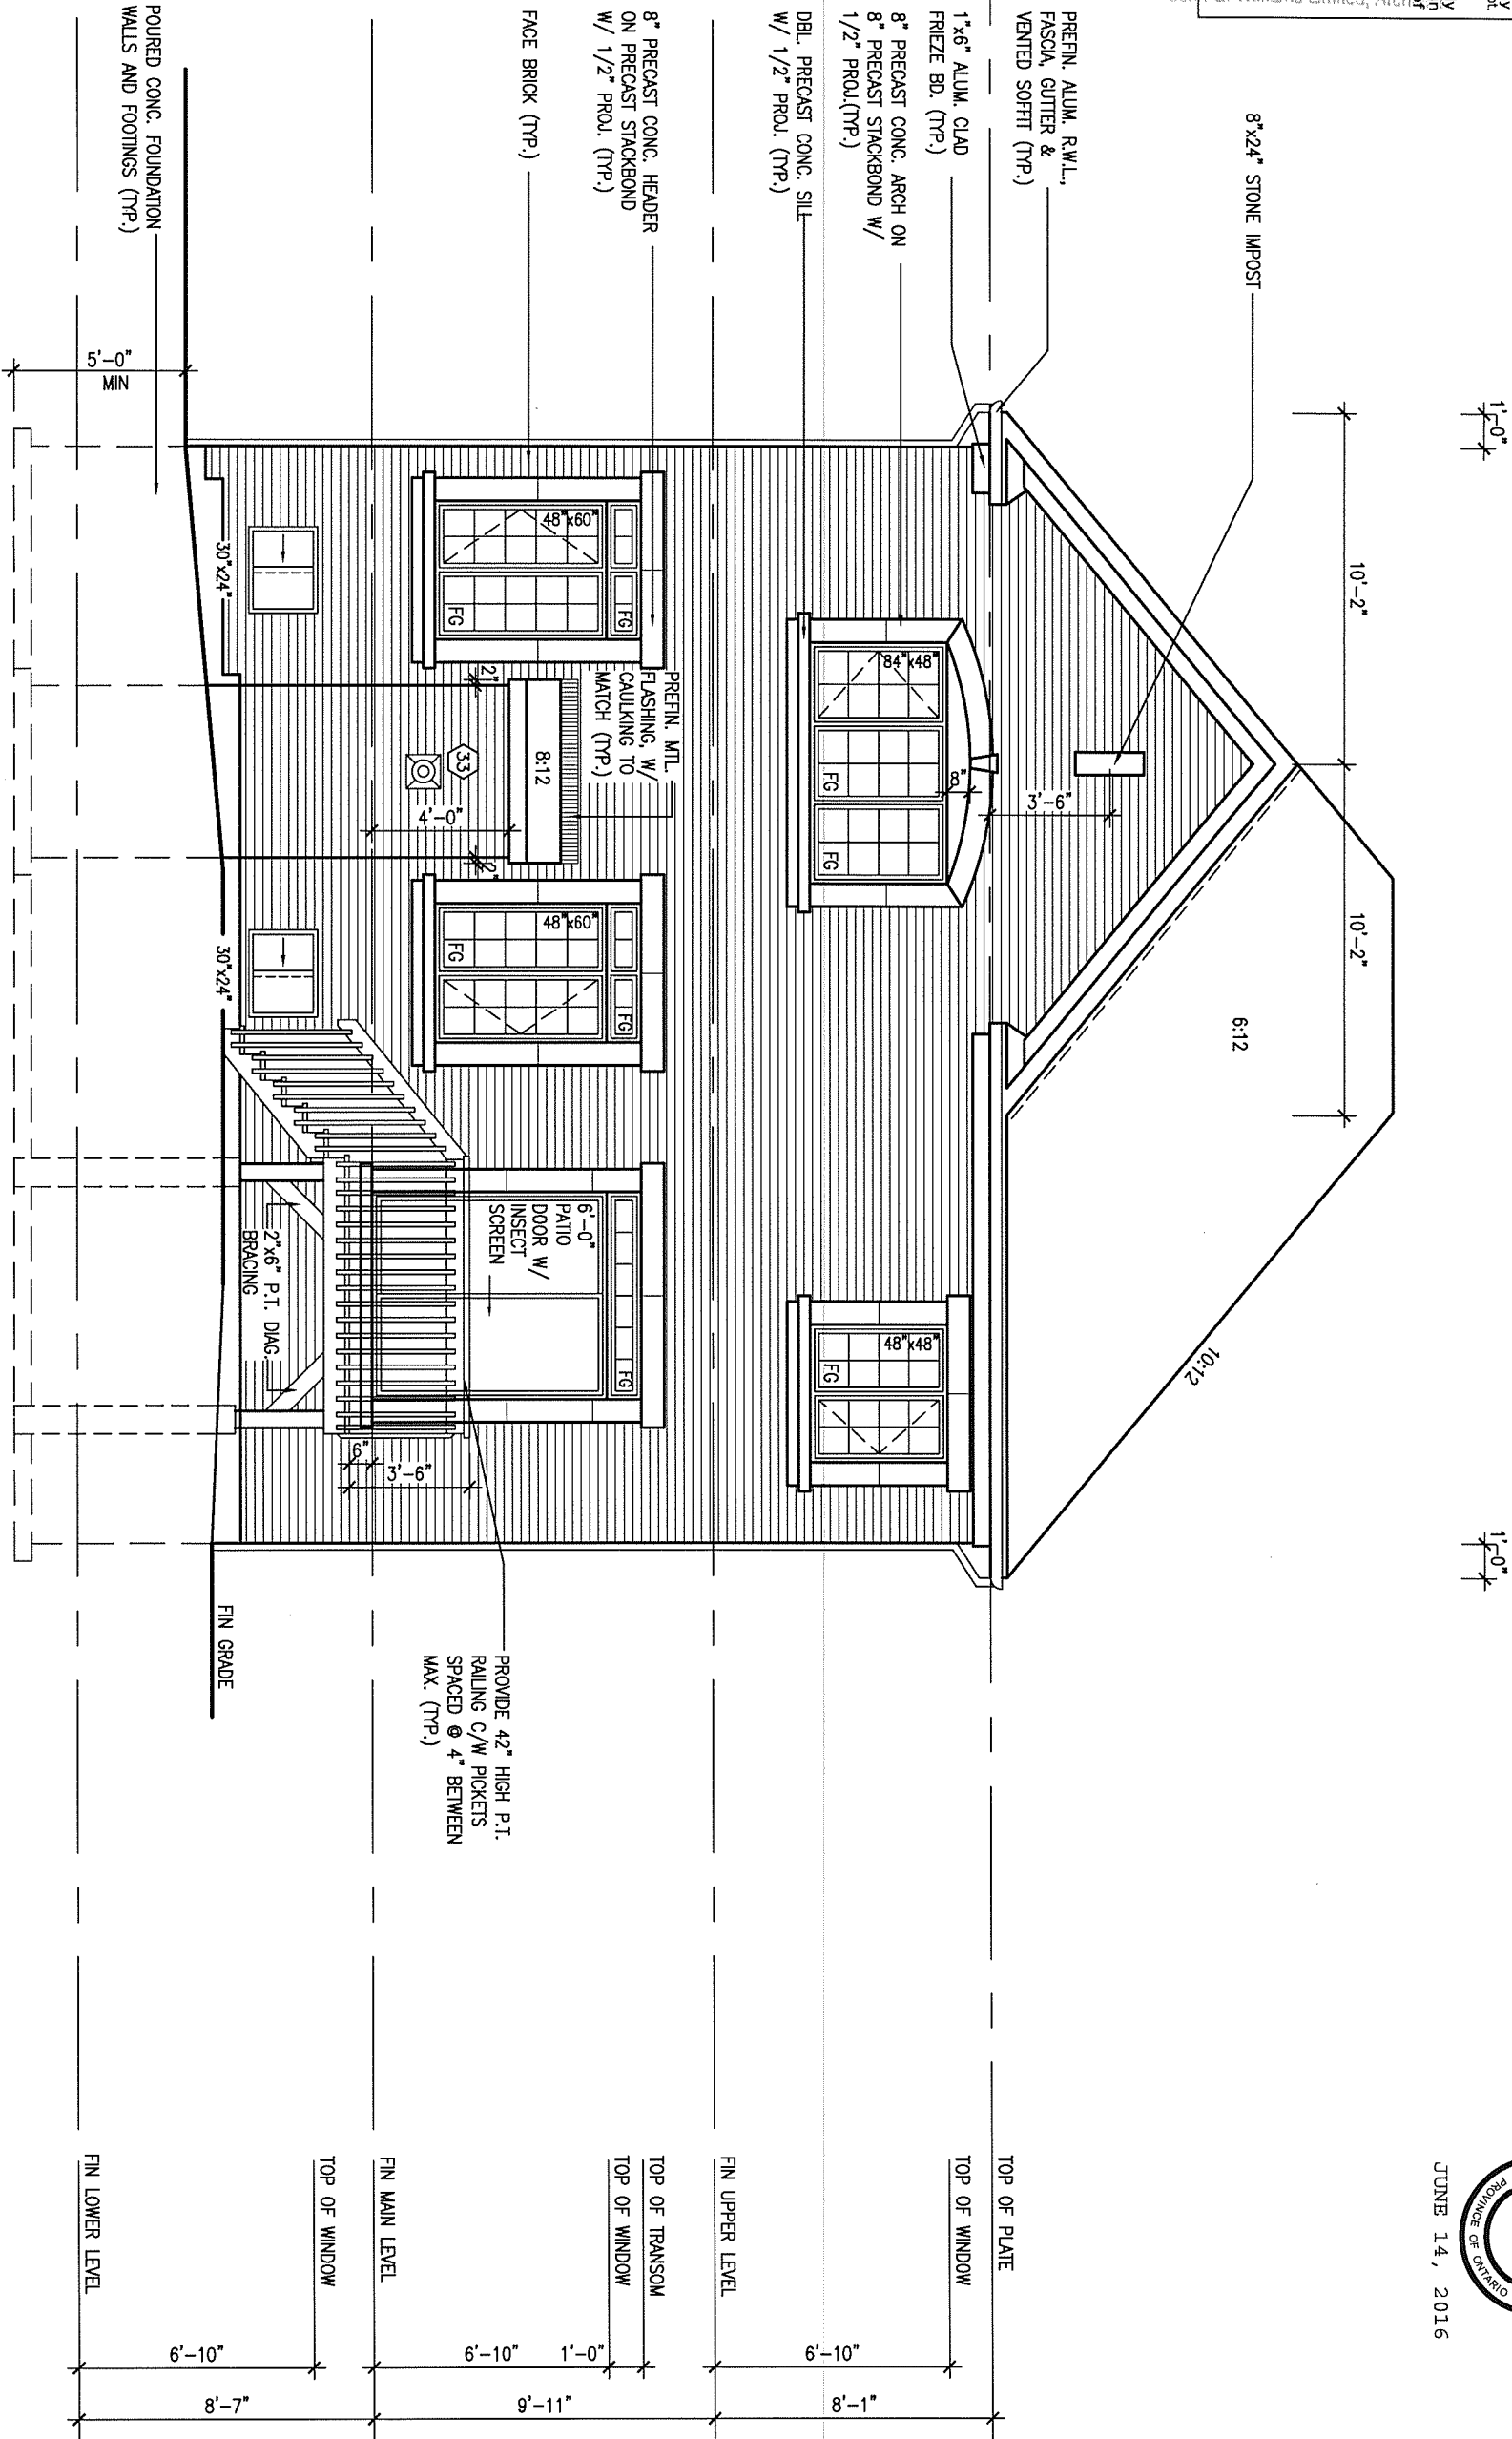 1'-0"
10'-2"
10'-2"
1'-0"
6:12
10:12
8"x24" STONE IMPOST
PREFIN. ALUM. R.W.L.,
FASCIA, GUTTER &
VENTED SOFFIT (TYP.)
1"x6" ALUM. CLAD
FRIEZE BD. (TYP.)
8" PRECAST CONC. ARCH ON
8" PRECAST STACKBOND W/
1/2" PROJ.(TYP.)
DBL. PRECAST CONC. SILL
W/ 1/2" PROJ. (TYP.)
8" PRECAST CONC. HEADER
ON PRECAST STACKBOND
W/ 1/2" PROJ. (TYP.)
FACE BRICK (TYP.)
POURED CONC. FOUNDATION
WALLS AND FOOTINGS (TYP.)
5'-0"
MIN
3'-6"
8"
84"x48"
FG
FG
48"x48"
FG
PREFIN. MTL.
FLASHING, W/
CAULKING TO
MATCH (TYP.)
8:12
2"
2"
33
4'-0"
48"x60"
FG
FG
48"x60"
FG
FG
30"x24"
30"x24"
6'-0"
PATIO
DOOR W/
INSECT
SCREEN
FG
6"
3'-6"
2"x6" P.T. DIAG.
BRACING
PROVIDE 42" HIGH P.T.
RAILING C/W PICKETS
SPACED @ 4" BETWEEN
MAX. (TYP.)
FIN GRADE
TOP OF PLATE
TOP OF WINDOW
FIN UPPER LEVEL
TOP OF TRANSOM
TOP OF WINDOW
FIN MAIN LEVEL
TOP OF WINDOW
FIN LOWER LEVEL
6'-10"
8'-1"
1'-0"
6'-10"
9'-11"
6'-10"
8'-7"
PROVINCE OF ONTARIO
JUNE 14, 2016